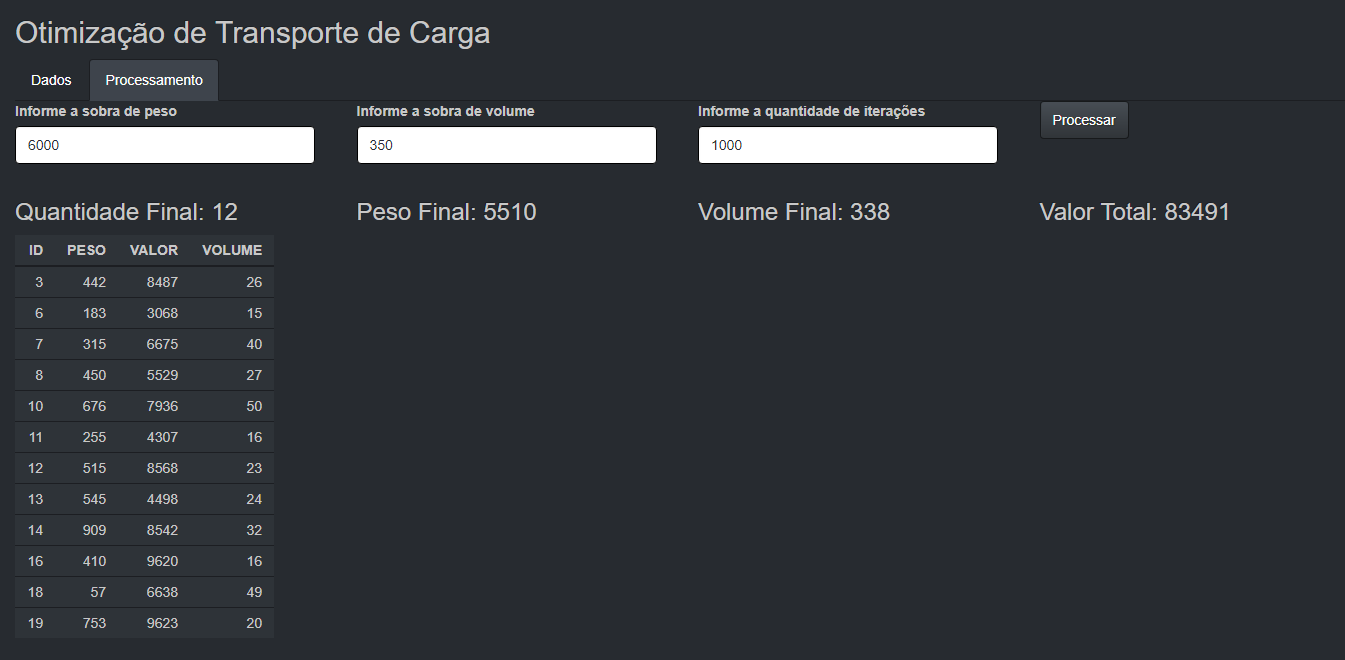 Otimização de Transporte de Carga
Dados Processamento
Informe a sobra de peso Informe a sobra de volume Informe a quantidade de iterações Processar
6000 350 1000
Quantidade Final: 12 Peso Final: 5510 Volume Final: 338 Valor Total: 83491
ID PESO VALOR VOLUME
3 442 8487 26
6 183 3068 15
7 315 6675 40
8 450 5529 27
10 676 7936 50
11 255 4307 16
12 515 8568 23
13 545 4498 24
14 909 8542 32
16 410 9620 16
18 57 6638 49
19 753 9623 20